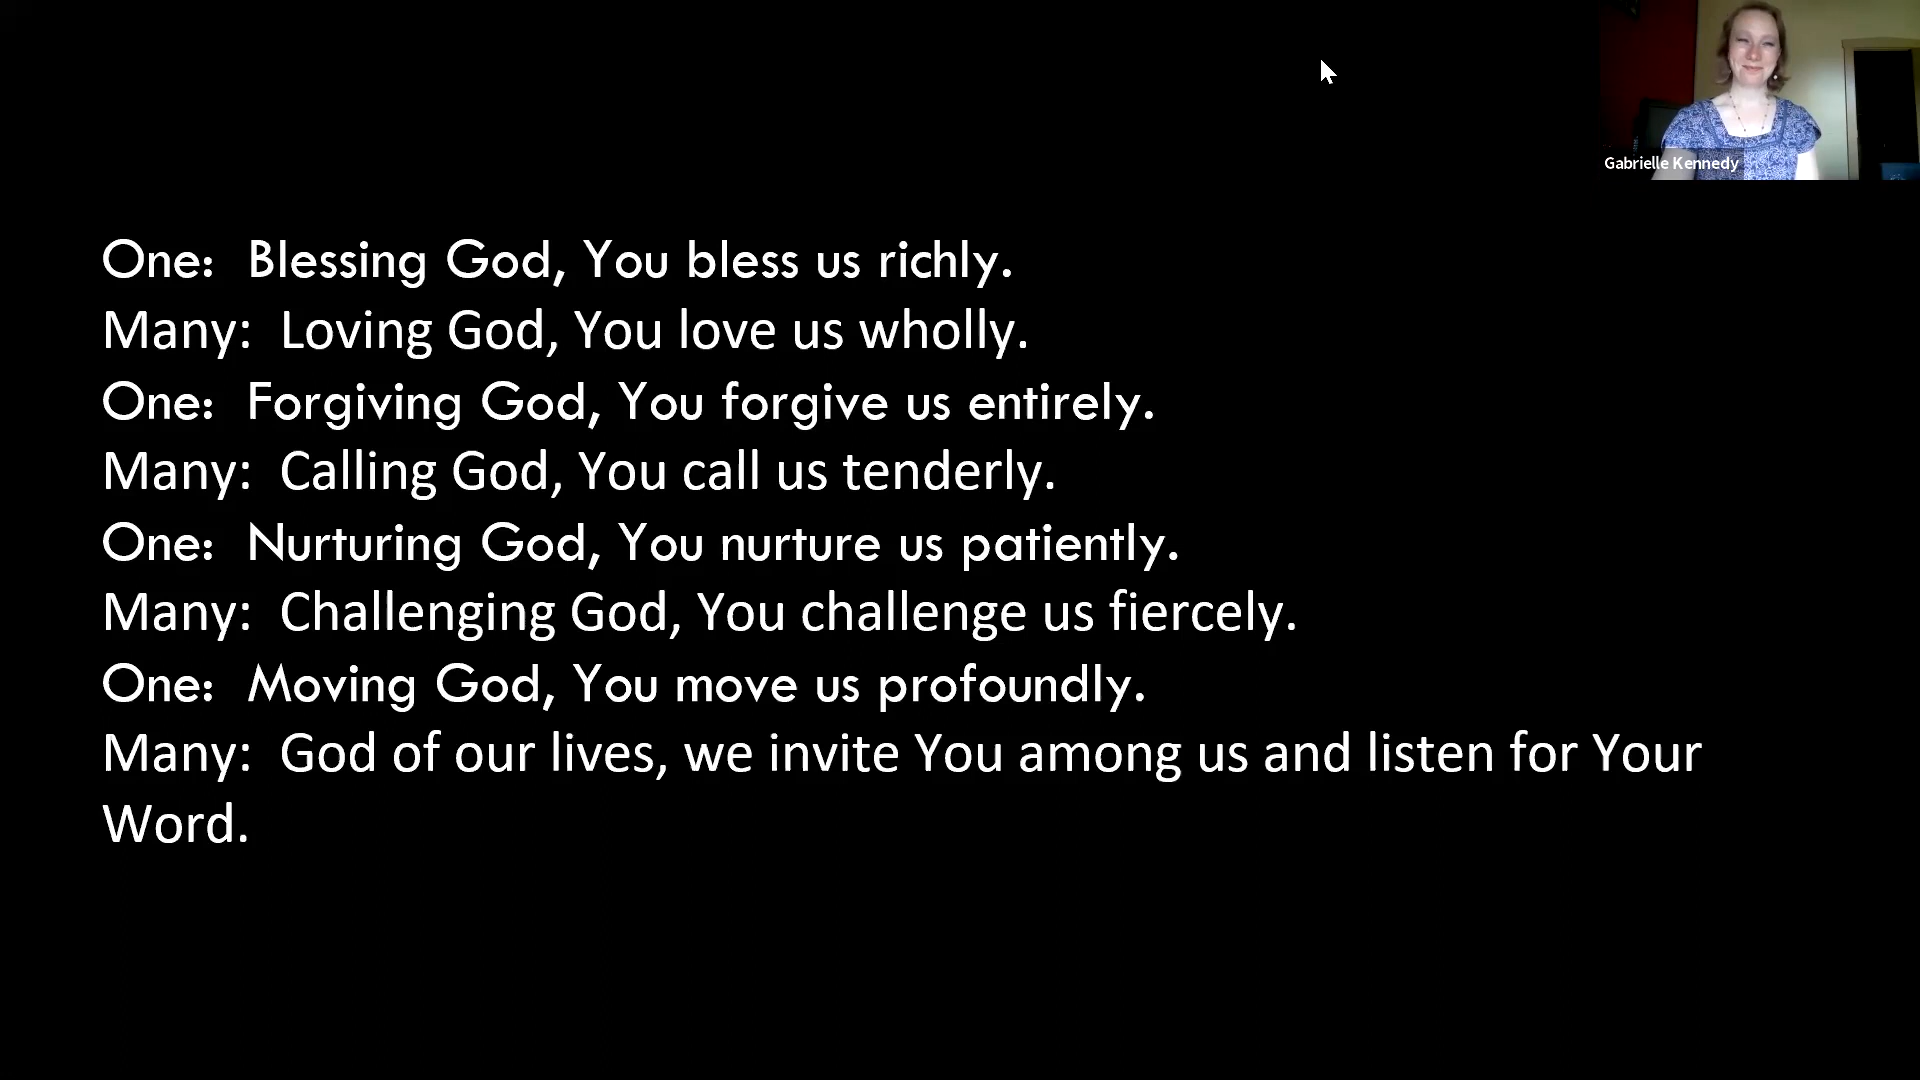 Gabrielle Kennedy
One:  Blessing God, You bless us richly.
Many:  Loving God, You love us wholly.
One:  Forgiving God, You forgive us entirely.
Many:  Calling God, You call us tenderly.
One:  Nurturing God, You nurture us patiently.
Many:  Challenging God, You challenge us fiercely.
One:  Moving God, You move us profoundly.
Many:  God of our lives, we invite You among us and listen for Your
Word.